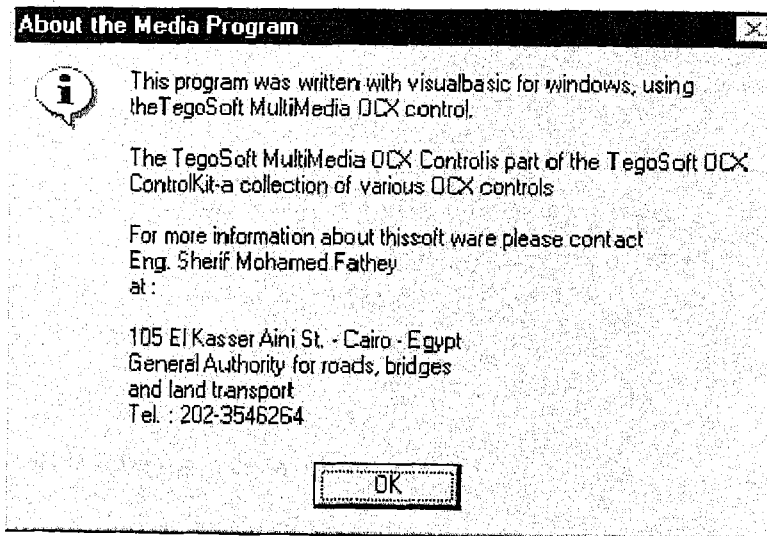 About the Media Program
This program was written with visualbasic for windows, using
theTegoSoft MultiMedia OCX control.
The TegoSoft MultiMedia OCX Controlis part of the TegoSoft OCX
ControlKit-a collection of various OCX controls
For more information about thissoft ware please contact
Eng. Sherif Mohamed Fathey
at :
105 El Kasser Aini St. - Cairo - Egypt
General Authority for roads, bridges
and land transport
Tel. : 202-3546264
OK